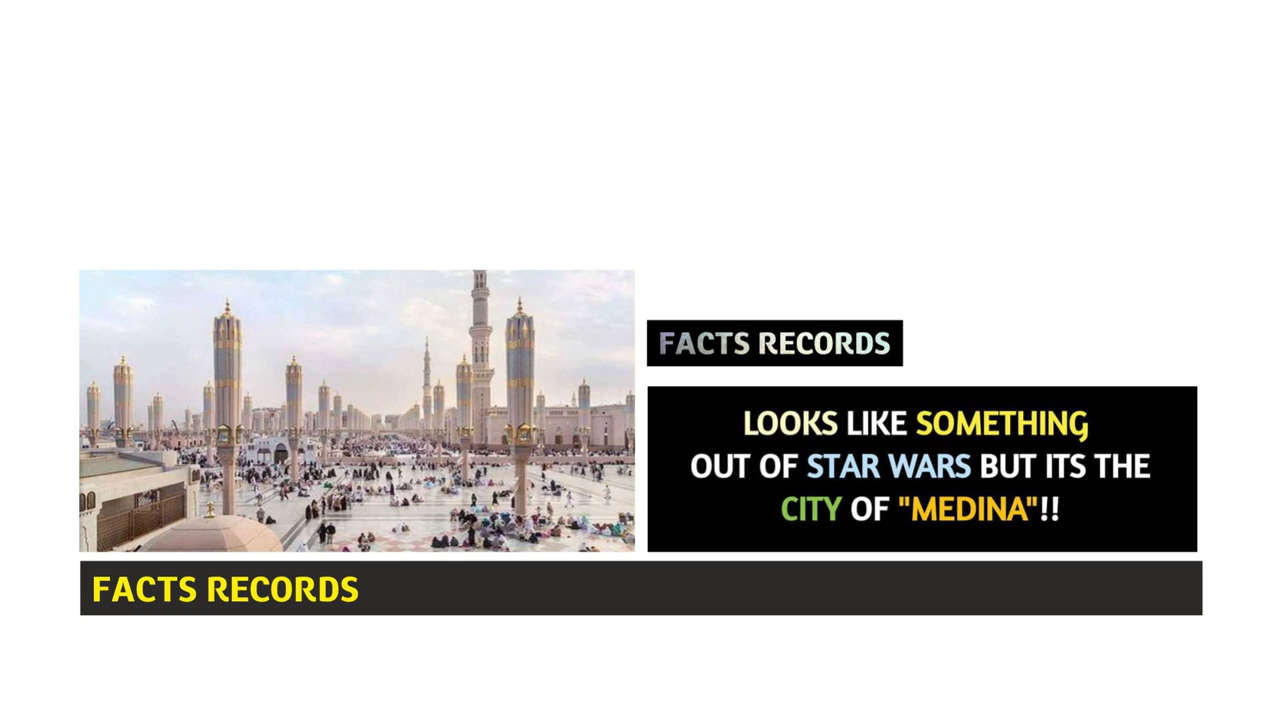 FACTS RECORDS
LOOKS LIKE SOMETHING
OUT OF STAR WARS BUT ITS THE
CITY OF "MEDINA"!!
FACTS RECORDS